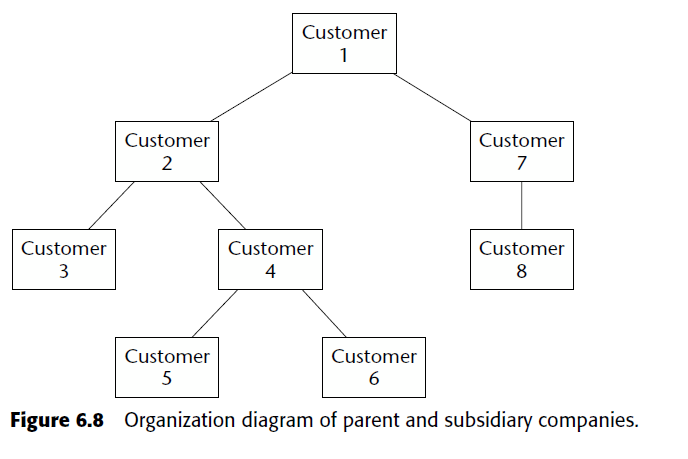 Customer
1
Customer
2
Customer
7
Customer
3
Customer
4
Customer
8
Customer
5
Customer
6
Figure 6.8 Organization diagram of parent and subsidiary companies.